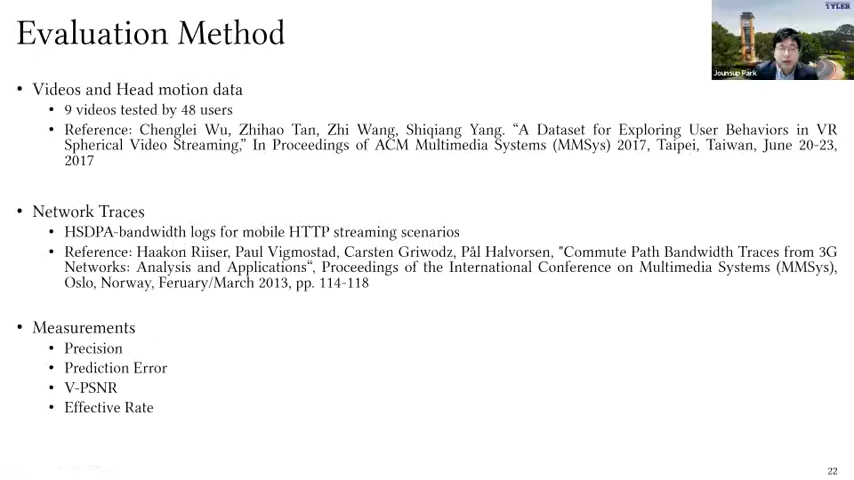 Evaluation Method
TYLER
Jounsup Park
• Videos and Head motion data
• 9 videos tested by 48 users
• Reference: Chenglei Wu, Zhihao Tan, Zhi Wang, Shiqiang Yang. “A Dataset for Exploring User Behaviors in VR
Spherical Video Streaming,” In Proceedings of ACM Multimedia Systems (MMSys) 2017, Taipei, Taiwan, June 20-23,
2017
• Network Traces
• HSDPA-bandwidth logs for mobile HTTP streaming scenarios
• Reference: Haakon Riiser, Paul Vigmostad, Carsten Griwodz, Pål Halvorsen, "Commute Path Bandwidth Traces from 3G
Networks: Analysis and Applications“, Proceedings of the International Conference on Multimedia Systems (MMSys),
Oslo, Norway, Feruary/March 2013, pp. 114-118
• Measurements
• Precision
• Prediction Error
• V-PSNR
• Effective Rate
22